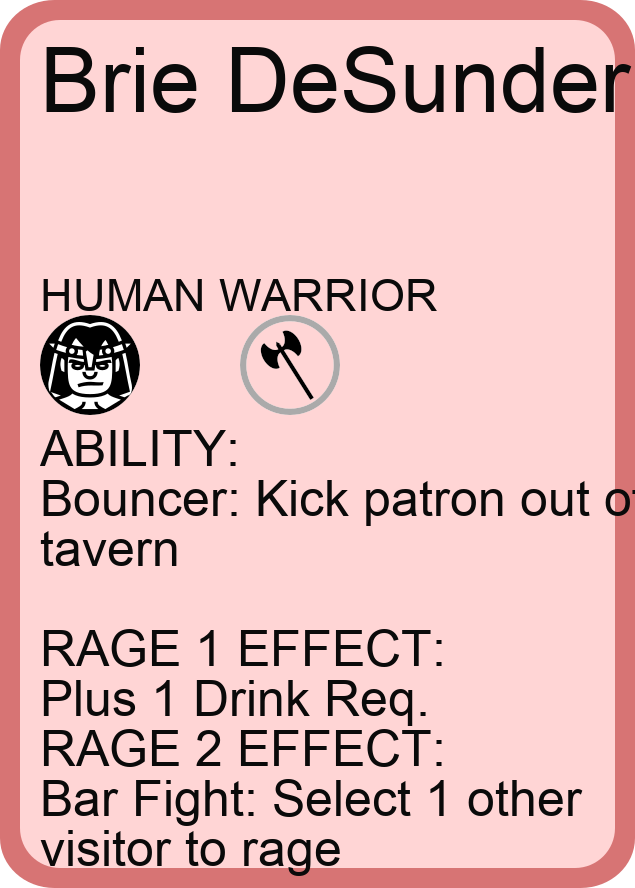 Brie DeSunder
HUMAN WARRIOR
ABILITY:
Bouncer: Kick patron out of
tavern
RAGE 1 EFFECT:
Plus 1 Drink Req.
RAGE 2 EFFECT:
Bar Fight: Select 1 other
visitor to rage